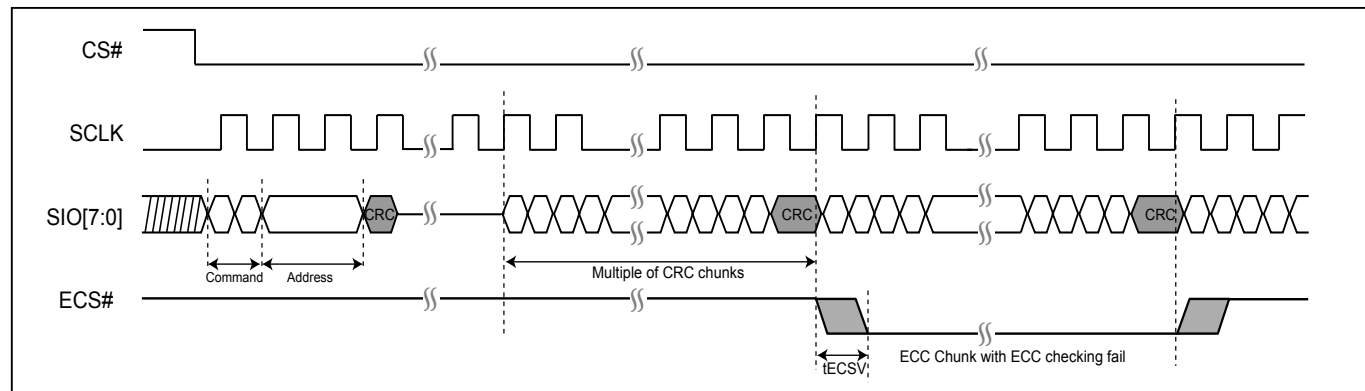 CS#
SCLK
SIO[7:0]
CRC
CRC
CRC
Command
Address
Multiple of CRC chunks
ECS#
tECSV
ECC Chunk with ECC checking fail